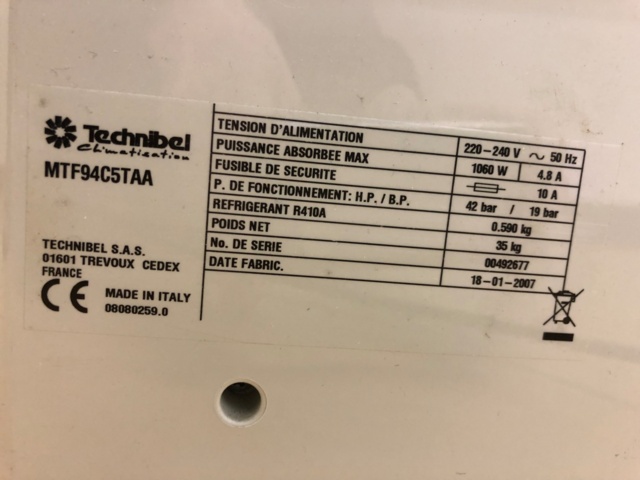 Technibel
Climatisation
MTF94C5TAA
TECHNIBEL S.A.S.
01601 TREVOUX CEDEX
FRANCE
CE MADE IN ITALY
08080259.0
TENSION D'ALIMENTATION 220-240 V ~ 50 Hz
PUISSANCE ABSORBEE MAX 1060 W 4.8 A
FUSIBLE DE SECURITE 10 A
P. DE FONCTIONNEMENT: H.P. / B.P. 42 bar / 19 bar
REFRIGERANT R410A 0.590 kg
POIDS NET 35 kg
No. DE SERIE 00492677
DATE FABRIC. 18-01-2007